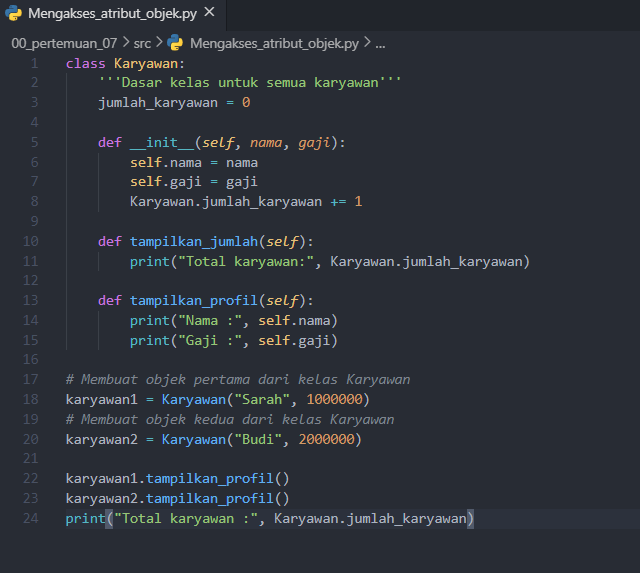 Mengakses_atribut_objek.py ×
00_pertemuan_07 > src > Mengakses_atribut_objek.py > ...
1 class Karyawan:
2     '''Dasar kelas untuk semua karyawan'''
3     jumlah_karyawan = 0
4
5     def __init__(self, nama, gaji):
6         self.nama = nama
7         self.gaji = gaji
8         Karyawan.jumlah_karyawan += 1
9
10     def tampilkan_jumlah(self):
11         print("Total karyawan:", Karyawan.jumlah_karyawan)
12
13     def tampilkan_profil(self):
14         print("Nama :", self.nama)
15         print("Gaji :", self.gaji)
16
17 # Membuat objek pertama dari kelas Karyawan
18 karyawan1 = Karyawan("Sarah", 1000000)
19 # Membuat objek kedua dari kelas Karyawan
20 karyawan2 = Karyawan("Budi", 2000000)
21
22 karyawan1.tampilkan_profil()
23 karyawan2.tampilkan_profil()
24 print("Total karyawan :", Karyawan.jumlah_karyawan)